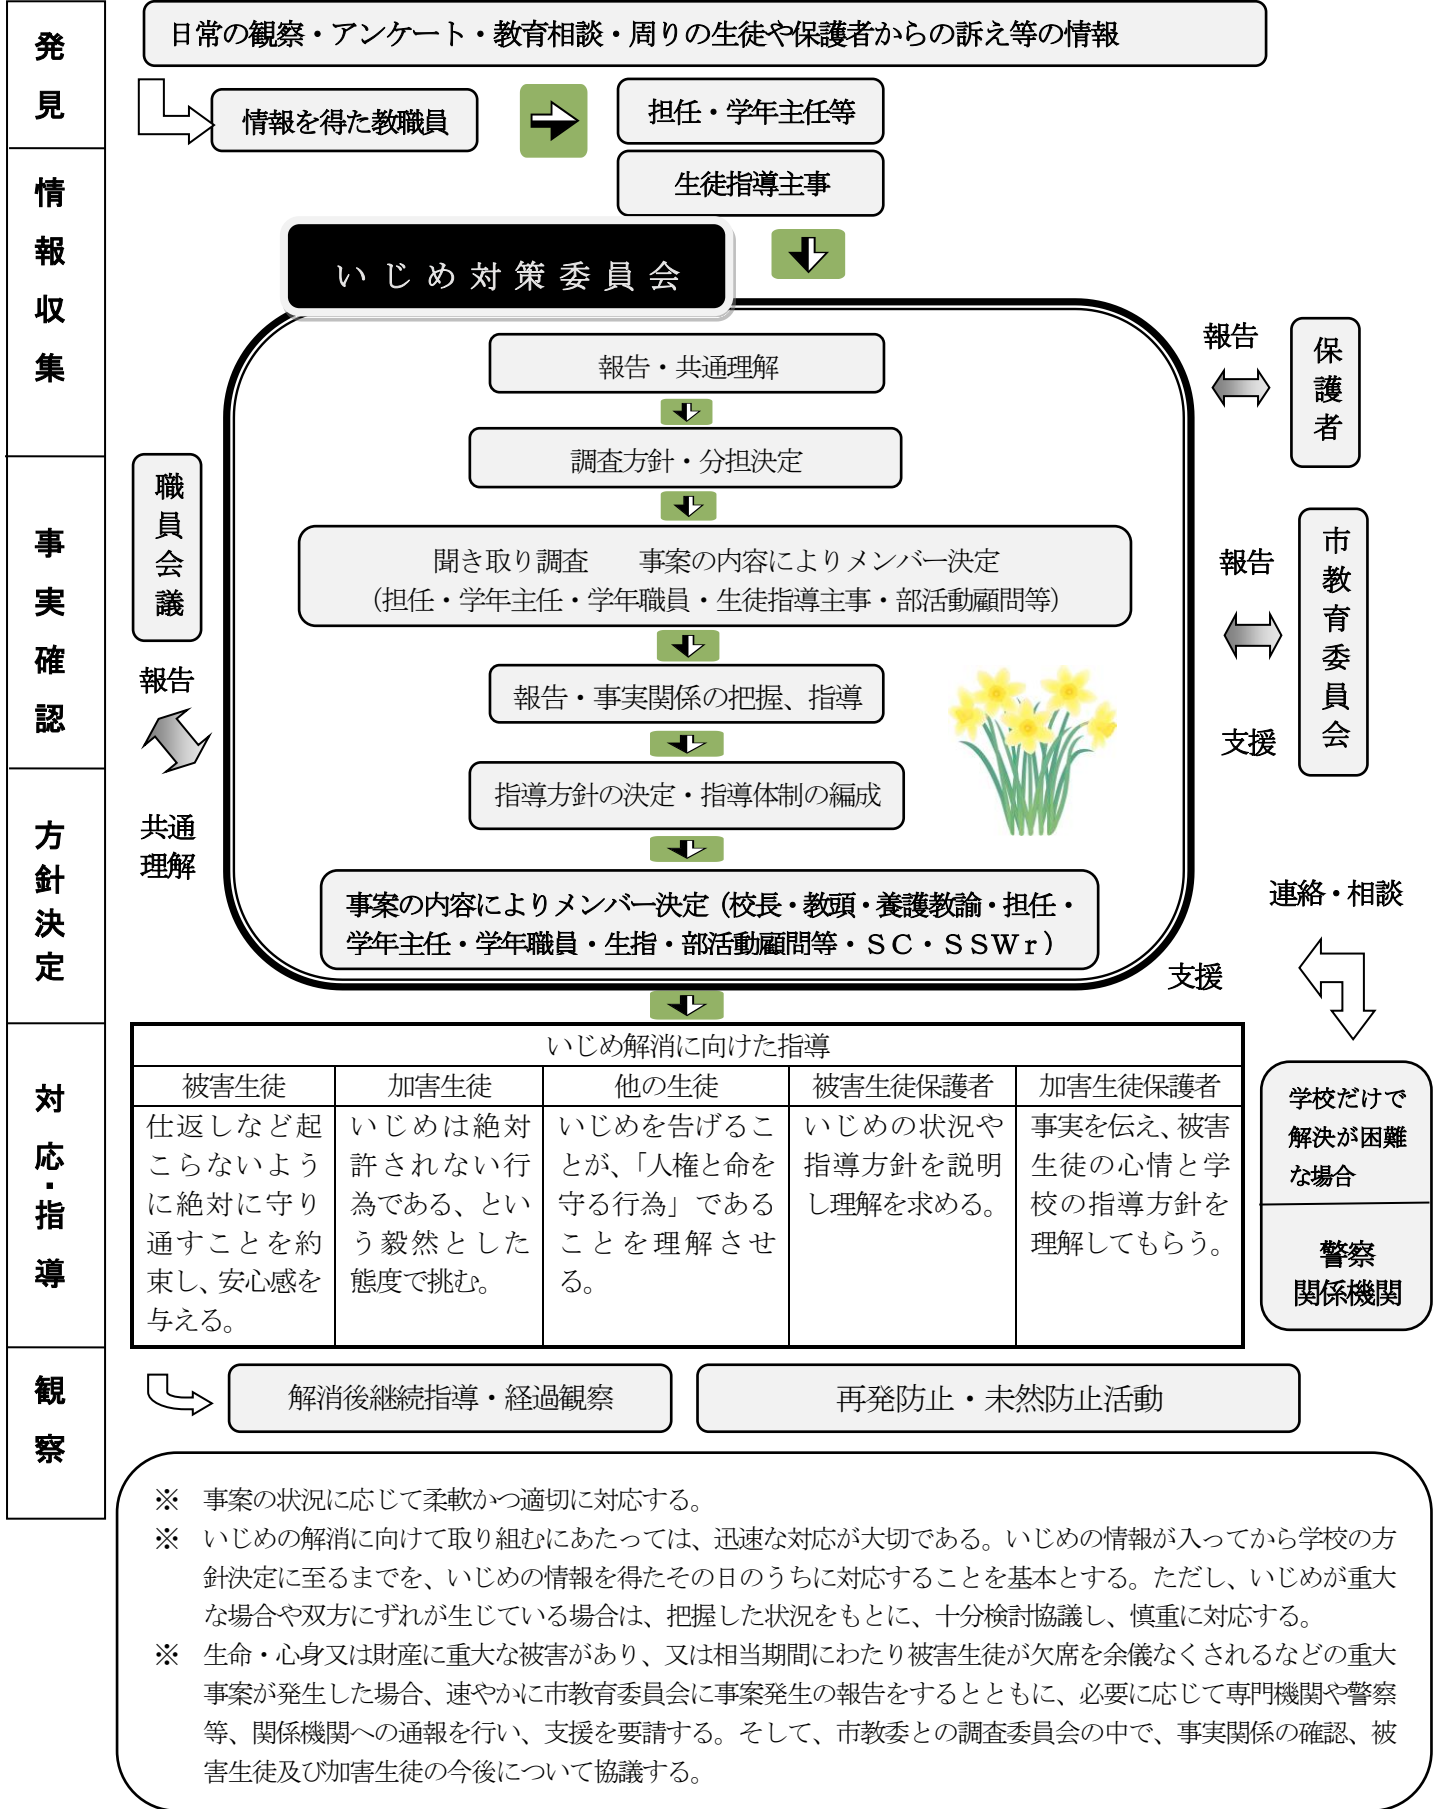 発見
日常の観察・アンケート・教育相談・周りの生徒や保護者からの訴え等の情報
情報を得た教職員
担任・学年主任等
生徒指導主事
情報収集
いじめ対策委員会
報告・共通理解
報告
保護者
調査方針・分担決定
職員会議
事実確認
聞き取り調査　　事案の内容によりメンバー決定
（担任・学年主任・学年職員・生徒指導主事・部活動顧問等）
報告
市教育委員会
支援
報告
報告・事実関係の把握、指導
指導方針の決定・指導体制の編成
共通
理解
方針決定
事案の内容によりメンバー決定（校長・教頭・養護教諭・担任・
学年主任・学年職員・生指・部活動顧問等・ＳＣ・ＳＳＷｒ）
連絡・相談
支援
対応・指導
いじめ解消に向けた指導
被害生徒
仕返しなど起
こらないよう
に絶対に守り
通すことを約
束し、安心感を
与える。
加害生徒
いじめは絶対
許されない行
為である、とい
う毅然とした
態度で挑む。
他の生徒
いじめを告げるこ
とが、「人権と命を
守る行為」である
ことを理解させ
る。
被害生徒保護者
いじめの状況や
指導方針を説明
し理解を求める。
加害生徒保護者
事実を伝え、被害
生徒の心情と学
校の指導方針を
理解してもらう。
学校だけで
解決が困難
な場合
警察
関係機関
観察
解消後継続指導・経過観察
再発防止・未然防止活動
※　事案の状況に応じて柔軟かつ適切に対応する。
※　いじめの解消に向けて取り組むにあたっては、迅速な対応が大切である。いじめの情報が入ってから学校の方
針決定に至るまでを、いじめの情報を得たその日のうちに対応することを基本とする。ただし、いじめが重大
な場合や双方にずれが生じている場合は、把握した状況をもとに、十分検討協議し、慎重に対応する。
※　生命・心身又は財産に重大な被害があり、又は相当期間にわたり被害生徒が欠席を余儀なくされるなどの重大
事案が発生した場合、速やかに市教育委員会に事案発生の報告をするとともに、必要に応じて専門機関や警察
等、関係機関への通報を行い、支援を要請する。そして、市教委との調査委員会の中で、事実関係の確認、被
害生徒及び加害生徒の今後について協議する。